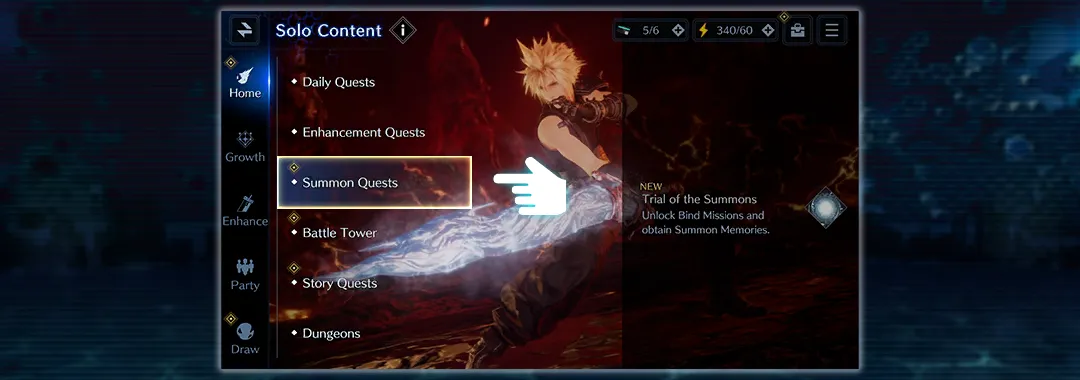 Solo Content
i
5/6
340/60
Home
Growth
Enhance
Party
Draw
Daily Quests
Enhancement Quests
Summon Quests
Battle Tower
Story Quests
Dungeons
NEW
Trial of the Summons
Unlock Bind Missions and
obtain Summon Memories.